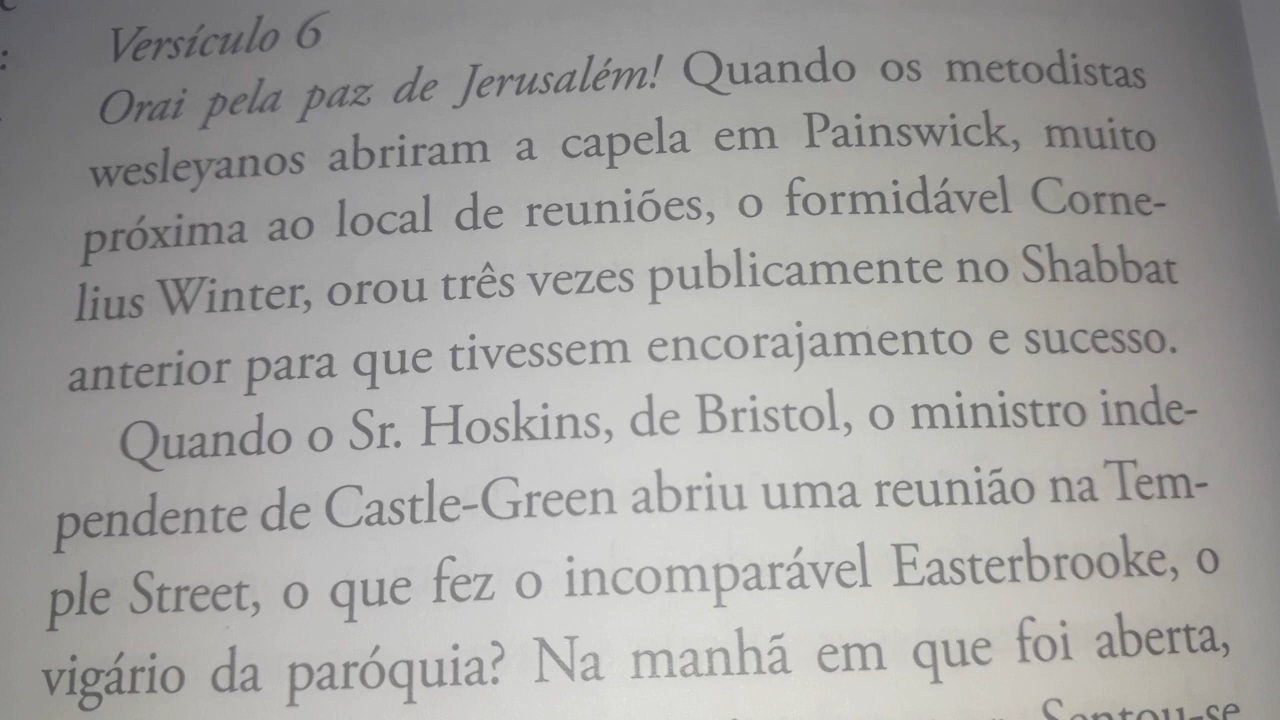 Versículo 6
Orai pela paz de Jerusalém! Quando os metodistas
wesleyanos abriram a capela em Painswick, muito
próxima ao local de reuniões, o formidável Corne-
lius Winter, orou três vezes publicamente no Shabbat
anterior para que tivessem encorajamento e sucesso.
Quando o Sr. Hoskins, de Bristol, o ministro inde-
pendente de Castle-Green abriu uma reunião na Tem-
ple Street, o que fez o incomparável Easterbrooke, o
vigário da paróquia? Na manhã em que foi aberta,
Sentou-se